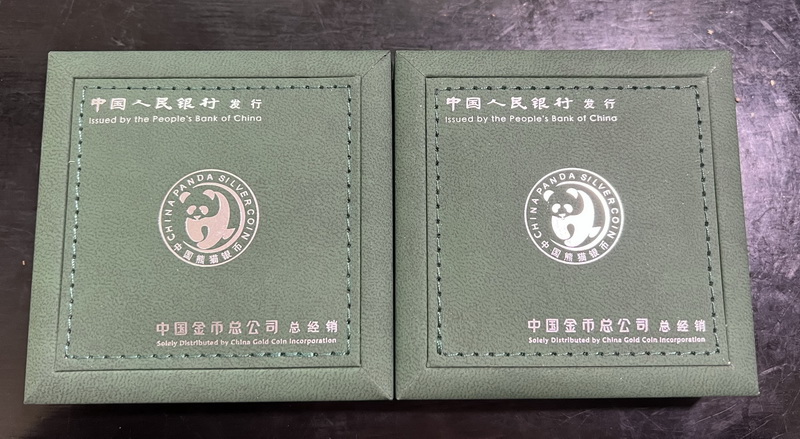 中国人民银行 发行
Issued by the People's Bank of China
CHINA PANDA SILVER COIN
中国熊猫银币
中国金币总公司 总经销
Solely Distributed by China Gold Coin Incorporation
中国人民银行 发行
Issued by the People's Bank of China
CHINA PANDA SILVER COIN
中国熊猫银币
中国金币总公司 总经销
Solely Distributed by China Gold Coin Incorporation